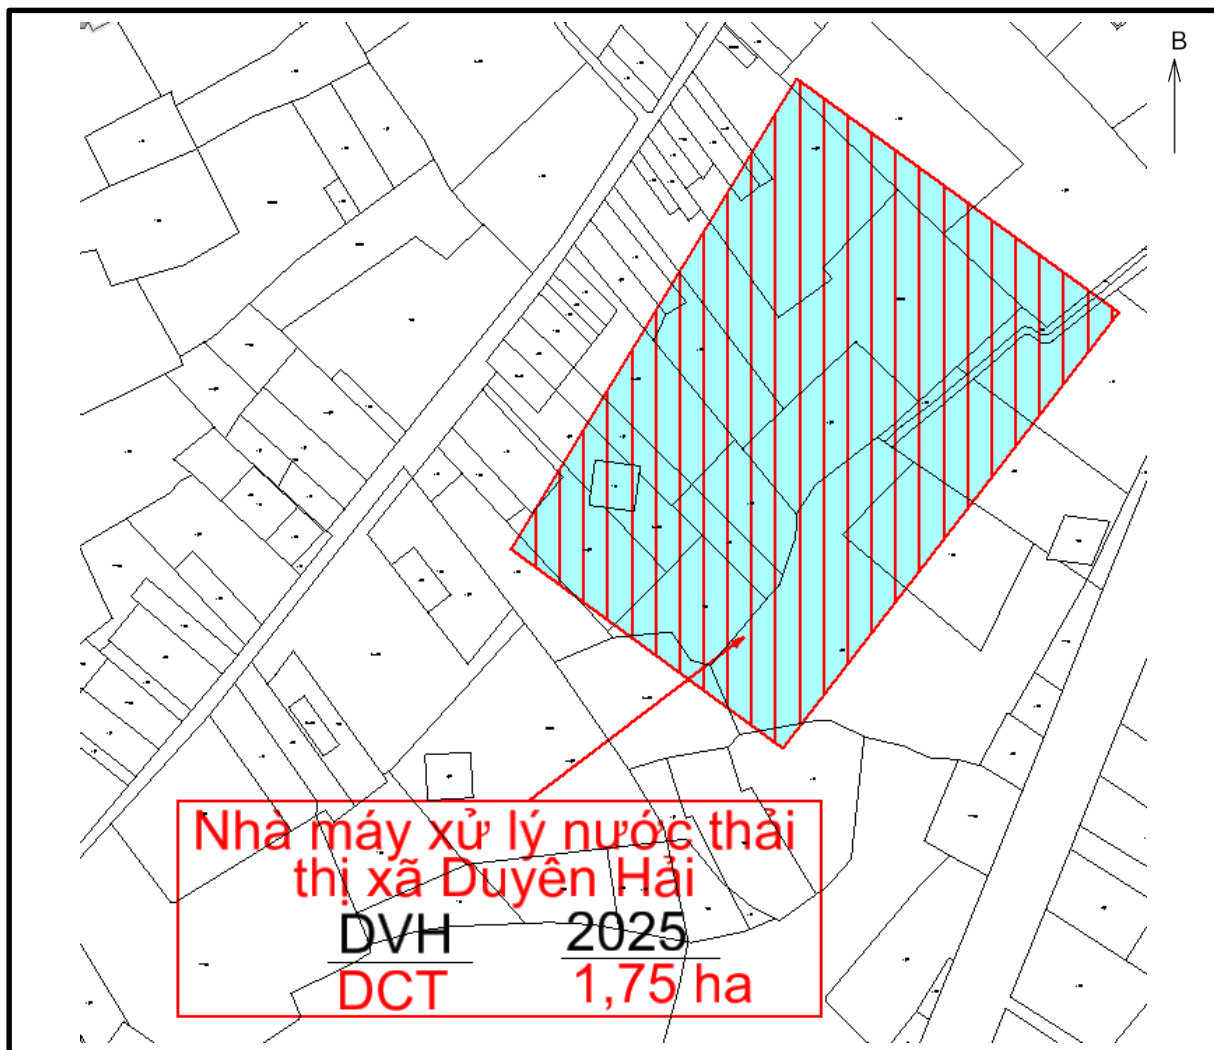 B
Nhà máy xử lý nước thải
thị xã Duyên Hải
DVH 2025
DCT 1,75 ha